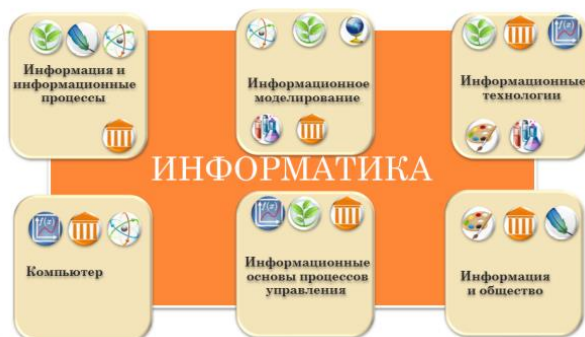 Информация и
информационные
процессы
Информационное
моделирование
Информационные
технологии
ИНФОРМАТИКА
Компьютер
Информационные
основы процессов
управления
Информация
и общество